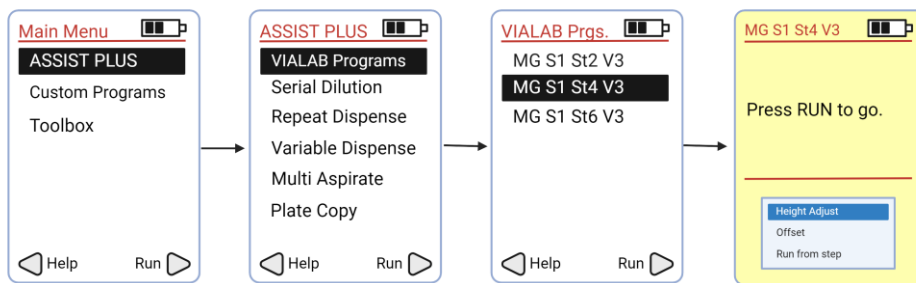 Main Menu
ASSIST PLUS
Custom Programs
Toolbox
Help
Run
ASSIST PLUS
VIALAB Programs
Serial Dilution
Repeat Dispense
Variable Dispense
Multi Aspirate
Plate Copy
Help
Run
VIALAB Prgs.
MG S1 St2 V3
MG S1 St4 V3
MG S1 St6 V3
Help
Run
MG S1 St4 V3
Press RUN to go.
Height Adjust
Offset
Run from step